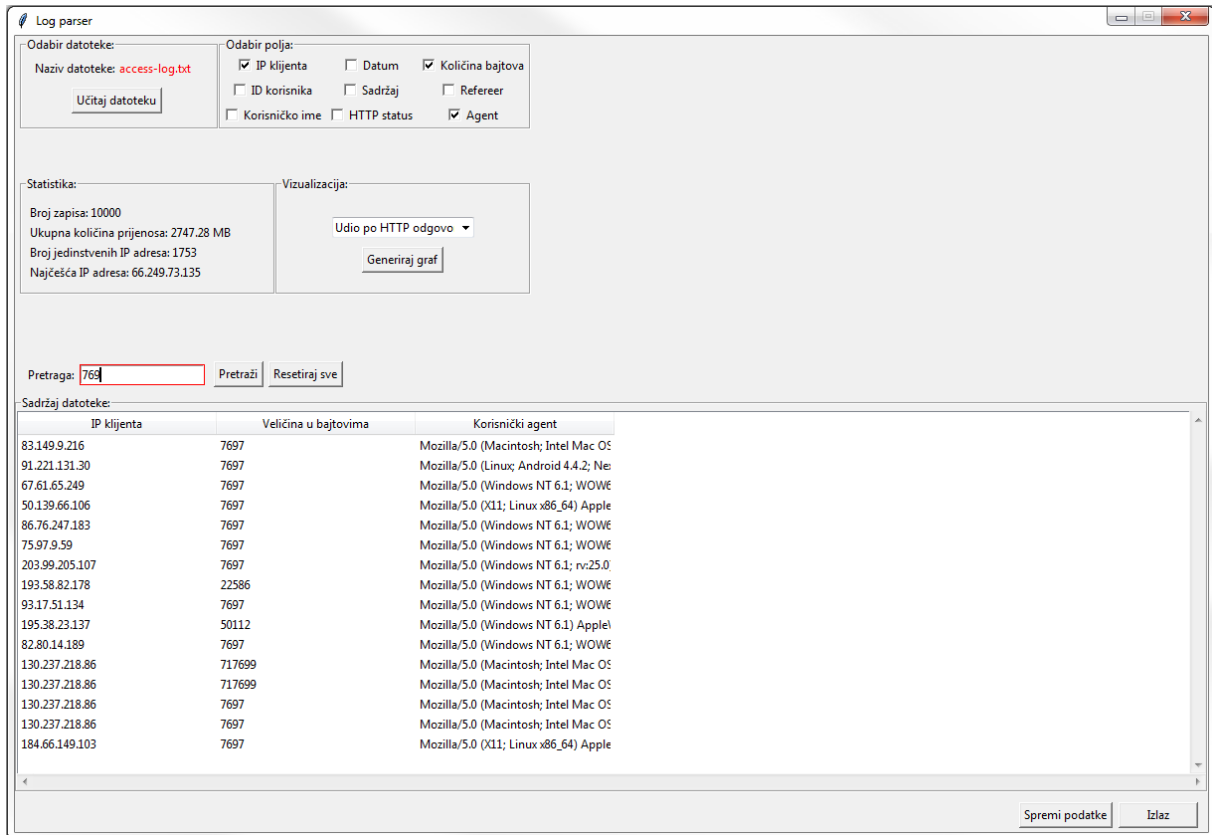 Log parser
Odabir datoteke:
Naziv datoteke: access-log.txt
Učitaj datoteku
Odabir polja:
IP klijenta Datum Količina bajtova
ID korisnika Sadržaj Refereer
Korisničko ime HTTP status Agent
Statistika:
Broj zapisa: 10000
Ukupna količina prijenosa: 2747.28 MB
Broj jedinstvenih IP adresa: 1753
Najčešća IP adresa: 66.249.73.135
Vizualizacija:
Udio po HTTP odgovo
Generiraj graf
Pretraga: 769 Pretraži Resetiraj sve
Sadržaj datoteke:
IP klijenta Veličina u bajtovima Korisnički agent
83.149.9.216 7697 Mozilla/5.0 (Macintosh; Intel Mac OS
91.221.131.30 7697 Mozilla/5.0 (Linux; Android 4.4.2; Ne
67.61.65.249 7697 Mozilla/5.0 (Windows NT 6.1; WOW6
50.139.66.106 7697 Mozilla/5.0 (X11; Linux x86_64) Apple
86.76.247.183 7697 Mozilla/5.0 (Windows NT 6.1; WOW6
75.97.9.59 7697 Mozilla/5.0 (Windows NT 6.1; WOW6
203.99.205.107 7697 Mozilla/5.0 (Windows NT 6.1; rv:25.0)
193.58.82.178 22586 Mozilla/5.0 (Windows NT 6.1; WOW6
93.17.51.134 7697 Mozilla/5.0 (Windows NT 6.1; WOW6
195.38.23.137 50112 Mozilla/5.0 (Windows NT 6.1) Apple
82.80.14.189 7697 Mozilla/5.0 (Windows NT 6.1; WOW6
130.237.218.86 717699 Mozilla/5.0 (Macintosh; Intel Mac OS
130.237.218.86 717699 Mozilla/5.0 (Macintosh; Intel Mac OS
130.237.218.86 7697 Mozilla/5.0 (Macintosh; Intel Mac OS
130.237.218.86 7697 Mozilla/5.0 (Macintosh; Intel Mac OS
184.66.149.103 7697 Mozilla/5.0 (X11; Linux x86_64) Apple
Spremi podatke Izlaz